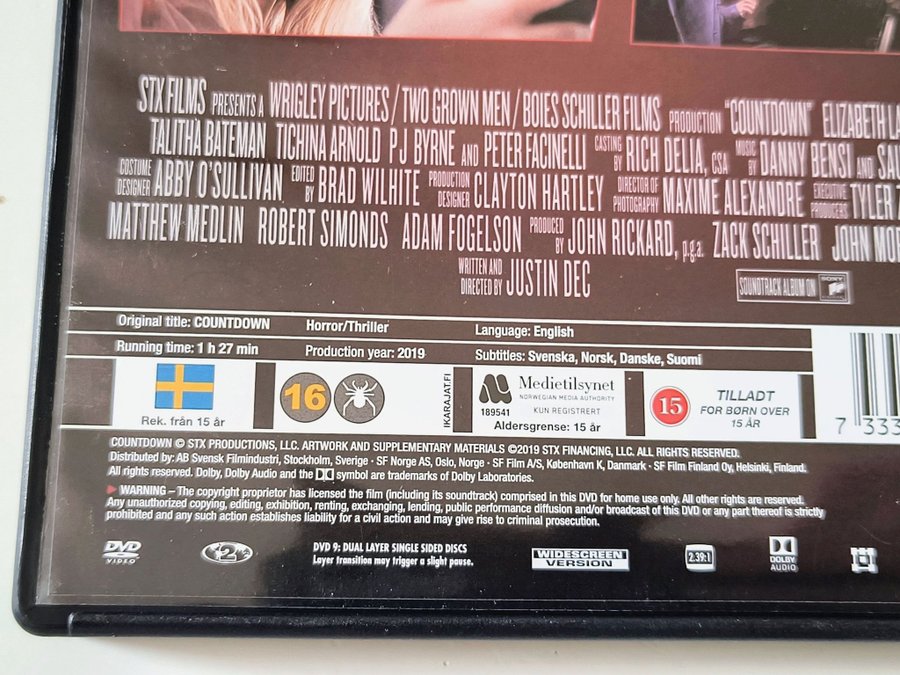 STX FILMS PRESENTS A WRIGLEY PICTURES / TWO GROWN MEN / BOIES SCHILLER FILMS PRODUCTION "COUNTDOWN" ELIZABETH
TALITHA BATEMAN TICHINA ARNOLD P J BYRNE AND PETER FACINELLI CASTING BY RICH DELIA, CSA MUSIC BY DANNY BENSI AND
COSTUME DESIGNER ABBY O'SULLIVAN EDITED BY BRAD WILHITE PRODUCTION DESIGNER CLAYTON HARTLEY DIRECTOR OF PHOTOGRAPHY MAXIME ALEXANDRE EXECUTIVE PRODUCERS TYLER
MATTHEW MEDLIN ROBERT SIMONDS ADAM FOGELSON PRODUCED BY JOHN RICKARD, p.g.a. ZACK SCHILLER JOHN
WRITTEN AND DIRECTED BY JUSTIN DEC
SOUNDTRACK ALBUM ON SONY
Original title: COUNTDOWN Horror/Thriller Language: English
Running time: 1 h 27 min Production year: 2019 Subtitles: Svenska, Norsk, Danske, Suomi
Rek. från 15 år
16
IKARAJAT.FI
189541
Medietilsynet
NORWEGIAN MEDIA AUTHORITY
KUN REGISTRERT
Aldersgrense: 15 år
15
TILLADT
FOR BØRN OVER
15 ÅR
7 333
COUNTDOWN © STX PRODUCTIONS, LLC. ARTWORK AND SUPPLEMENTARY MATERIALS ©2019 STX FINANCING, LLC. ALL RIGHTS RESERVED.
Distributed by: AB Svensk Filmindustri, Stockholm, Sverige · SF Norge AS, Oslo, Norge · SF Film A/S, København K, Danmark · SF Film Finland Oy, Helsinki, Finland.
All rights reserved. Dolby, Dolby Audio and the symbol are trademarks of Dolby Laboratories.
WARNING – The copyright proprietor has licensed the film (including its soundtrack) comprised in this DVD for home use only. All other rights are reserved.
Any unauthorized copying, editing, exhibition, renting, exchanging, lending, public performance diffusion and/or broadcast of this DVD or any part thereof is strictly
prohibited and any such action establishes liability for a civil action and may give rise to criminal prosecution.
DVD VIDEO
2
DVD 9: DUAL LAYER SINGLE SIDED DISCS
Layer transition may trigger a slight pause.
WIDESCREEN
VERSION
2.39:1
DOLBY
AUDIO